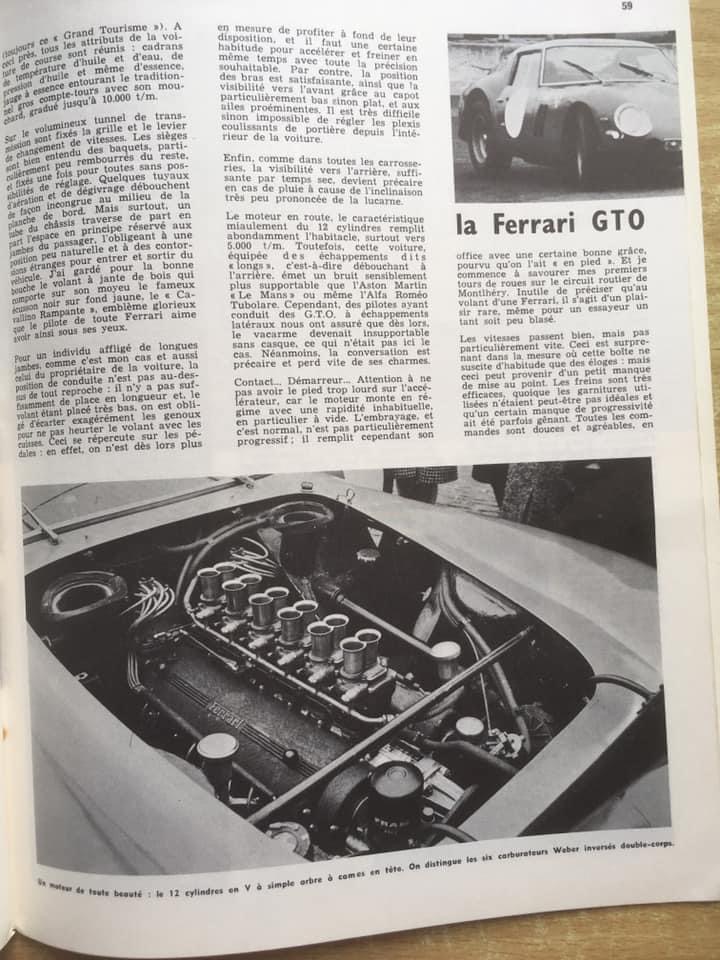 59
(toujours ce « Grand Tourisme »). A
ceci près, tous les attributs de la voi-
ture de course sont réunis : cadrans
de température d'huile et d'eau, de
pression d'huile et même d'essence,
jauge à essence entourant le tradition-
nel gros compte-tours avec son mou-
chard, gradué jusqu'à 10.000 t/m.
Sur le volumineux tunnel de trans-
mission sont fixés la grille et le levier
de changement de vitesses. Les sièges
sont bien entendu des baquets, parti-
culièrement peu rembourrés du reste,
et fixés une fois pour toutes sans pos-
sibilités de réglage. Quelques tuyaux
d'aération et de dégivrage débouchent
de façon incongrue au milieu de la
planche de bord. Mais surtout, un
tube du châssis traverse de part en
part l'espace en principe réservé aux
jambes du passager, l'obligeant à une
position peu naturelle et à des contor-
sions étranges pour entrer et sortir du
véhicule. J'ai gardé pour la bonne
bouche le volant à jante de bois qui
comporte sur son moyeu le fameux
écusson noir sur fond jaune, le « Ca-
vallino Rampante », emblème glorieux
que le pilote de toute Ferrari aime
avoir ainsi sous ses yeux.
Pour un individu affligé de longues
jambes, comme c'est mon cas et aussi
celui du propriétaire de la voiture, la
position de conduite n'est pas au-des-
sus de tout reproche : il n'y a pas suf-
fisamment de place en longueur et, le
volant étant placé très bas, on est obli-
gé d'écarter exagérément les genoux
pour ne pas heurter le volant avec les
cuisses. Ceci se répercute sur les pé-
dales : en effet, on n'est dès lors plus
en mesure de profiter à fond de leur
disposition, et il faut une certaine
habitude pour accélérer et freiner en
même temps avec toute la précision
souhaitable. Par contre, la position
des bras est satisfaisante, ainsi que la
visibilité vers l'avant grâce au capot
particulièrement bas sinon plat, et aux
ailes proéminentes. Il est très difficile
sinon impossible de régler les plexis
coulissants de portière depuis l'inté-
rieur de la voiture.
Enfin, comme dans toutes les carrosse-
ries, la visibilité vers l'arrière, suffi-
sante par temps sec, devient précaire
en cas de pluie à cause de l'inclinaison
très peu prononcée de la lucarne.
Le moteur en route, le caractéristique
miaulement du 12 cylindres remplit
abondamment l'habitacle, surtout vers
5.000 t/m. Toutefois, cette voiture,
équipée des échappements dits
« longs », c'est-à-dire débouchant à
l'arrière, émet un bruit sensiblement
plus supportable que l'Aston Martin
« Le Mans » ou même l'Alfa Roméo
Tubolare. Cependant, des pilotes ayant
conduit des G.T.O. à échappements
latéraux nous ont assuré que dès lors,
le vacarme devenait insupportable
sans casque, ce qui n'était pas ici le
cas. Néanmoins, la conversation est
précaire et perd vite de ses charmes.
Contact... Démarreur... Attention à ne
pas avoir le pied trop lourd sur l'accé-
lérateur, car le moteur monte en ré-
gime avec une rapidité inhabituelle,
en particulier à vide. L'embrayage, et
c'est normal, n'est pas particulièrement
progressif ; il remplit cependant son
la Ferrari GTO
office avec une certaine bonne grâce,
pourvu qu'on l'ait « en pied ». Et je
commence à savourer mes premiers
tours de roues sur le circuit routier de
Montlhéry. Inutile de préciser qu'au
volant d'une Ferrari, il s'agit d'un plai-
sir rare, même pour un essayeur un
tant soit peu blasé.
Les vitesses passent bien, mais pas
particulièrement vite. Ceci est surpre-
nant dans la mesure où cette boîte ne
suscite d'habitude que des éloges : mais
ceci peut provenir d'un petit manque
de mise au point. Les freins sont très
efficaces, quoique les garnitures uti-
lisées n'étaient peut-être pas idéales et
qu'un certain manque de progressivité
ait été parfois gênant. Toutes les com-
mandes sont douces et agréables, en
Ferrari
Un moteur de toute beauté : le 12 cylindres en V à simple arbre à cames en tête. On distingue les six carburateurs Weber inversés double-corps.